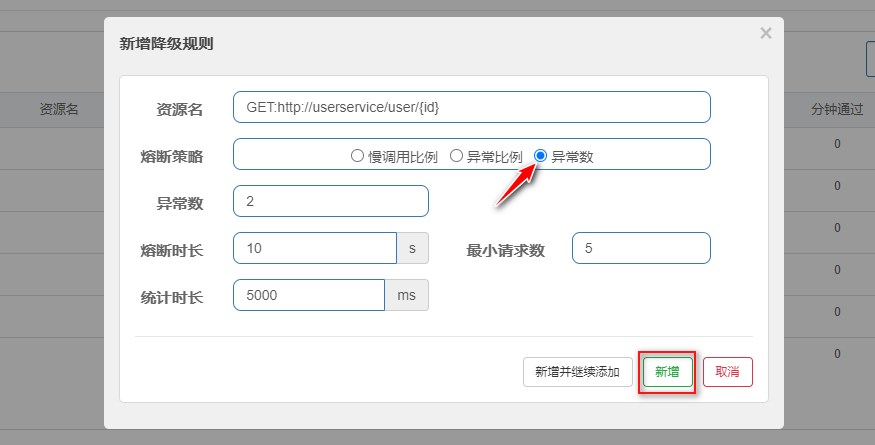 新增降级规则
×
资源名
分钟通过
资源名 GET:http://userservice/user/{id}
0
熔断策略 慢调用比例 异常比例 异常数
0
异常数 2
0
熔断时长 10 s 最小请求数 5
0
统计时长 5000 ms
0
0
新增并继续添加 新增 取消